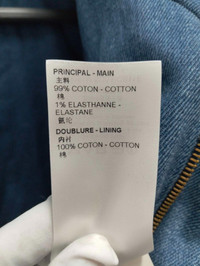 PRINCIPAL - MAIN
主料
99% COTON - COTTON
棉
1% ELASTHANNE -
ELASTANE
氨纶
DOUBLURE - LINING
内衬
100% COTON - COTTON
棉